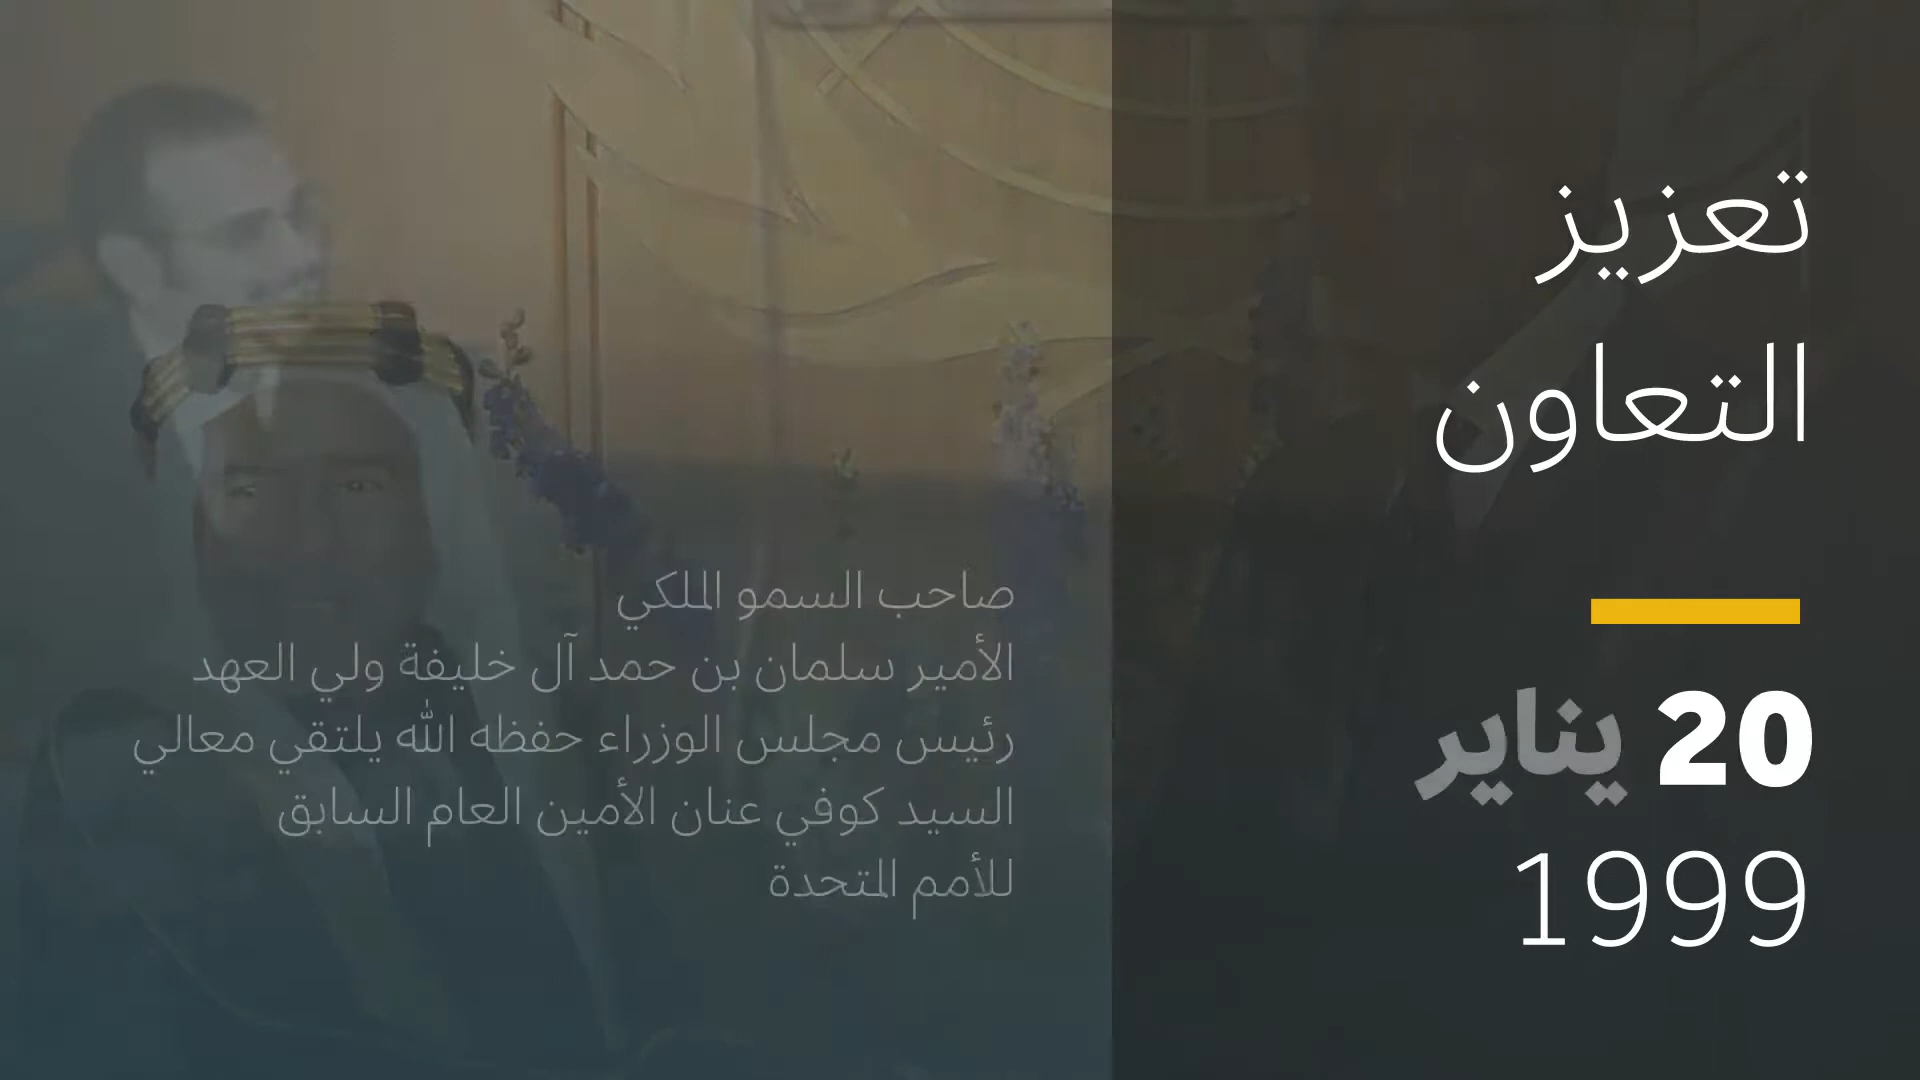 تعزيز
التعاون
20 يناير
1999
صاحب السمو الملكي
الأمير سلمان بن حمد آل خليفة ولي العهد
رئيس مجلس الوزراء حفظه الله يلتقي معالي
السيد كوفي عنان الأمين العام السابق
للأمم المتحدة